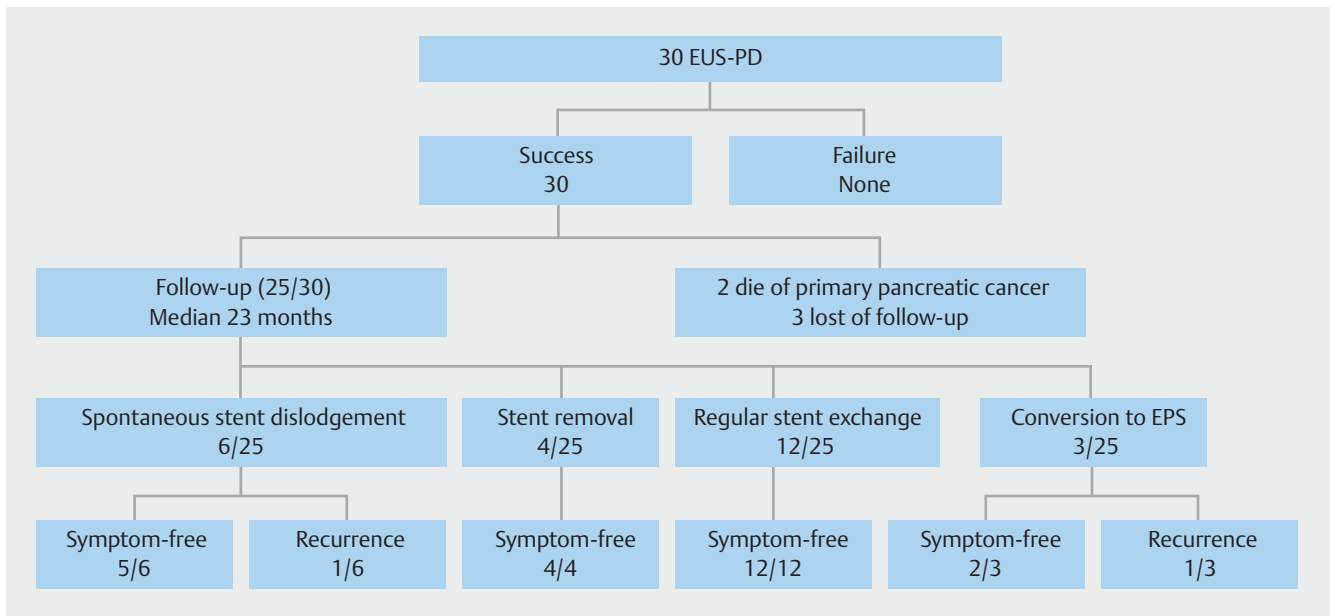 30 EUS-PD
Success
30
Failure
None
Follow-up (25/30)
Median 23 months
2 die of primary pancreatic cancer
3 lost of follow-up
Spontaneous stent dislodgement
6/25
Stent removal
4/25
Regular stent exchange
12/25
Conversion to EPS
3/25
Symptom-free
5/6
Recurrence
1/6
Symptom-free
4/4
Symptom-free
12/12
Symptom-free
2/3
Recurrence
1/3